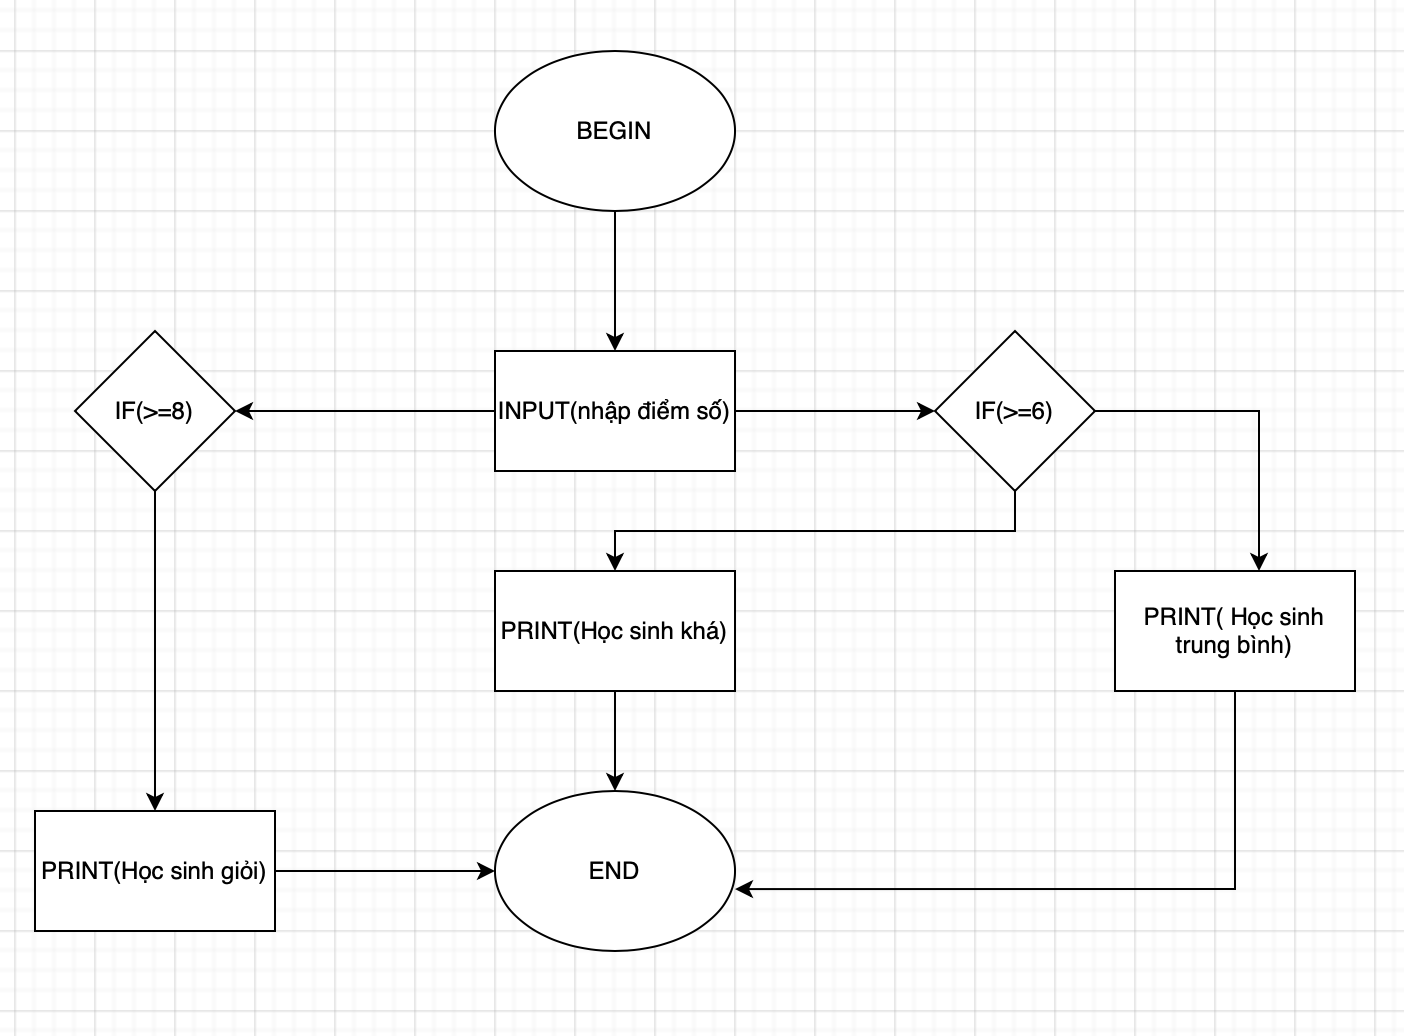 BEGIN
IF(>=8)
INPUT(nhập điểm số)
IF(>=6)
PRINT(Học sinh khá)
PRINT( Học sinh
trung bình)
PRINT(Học sinh giỏi)
END